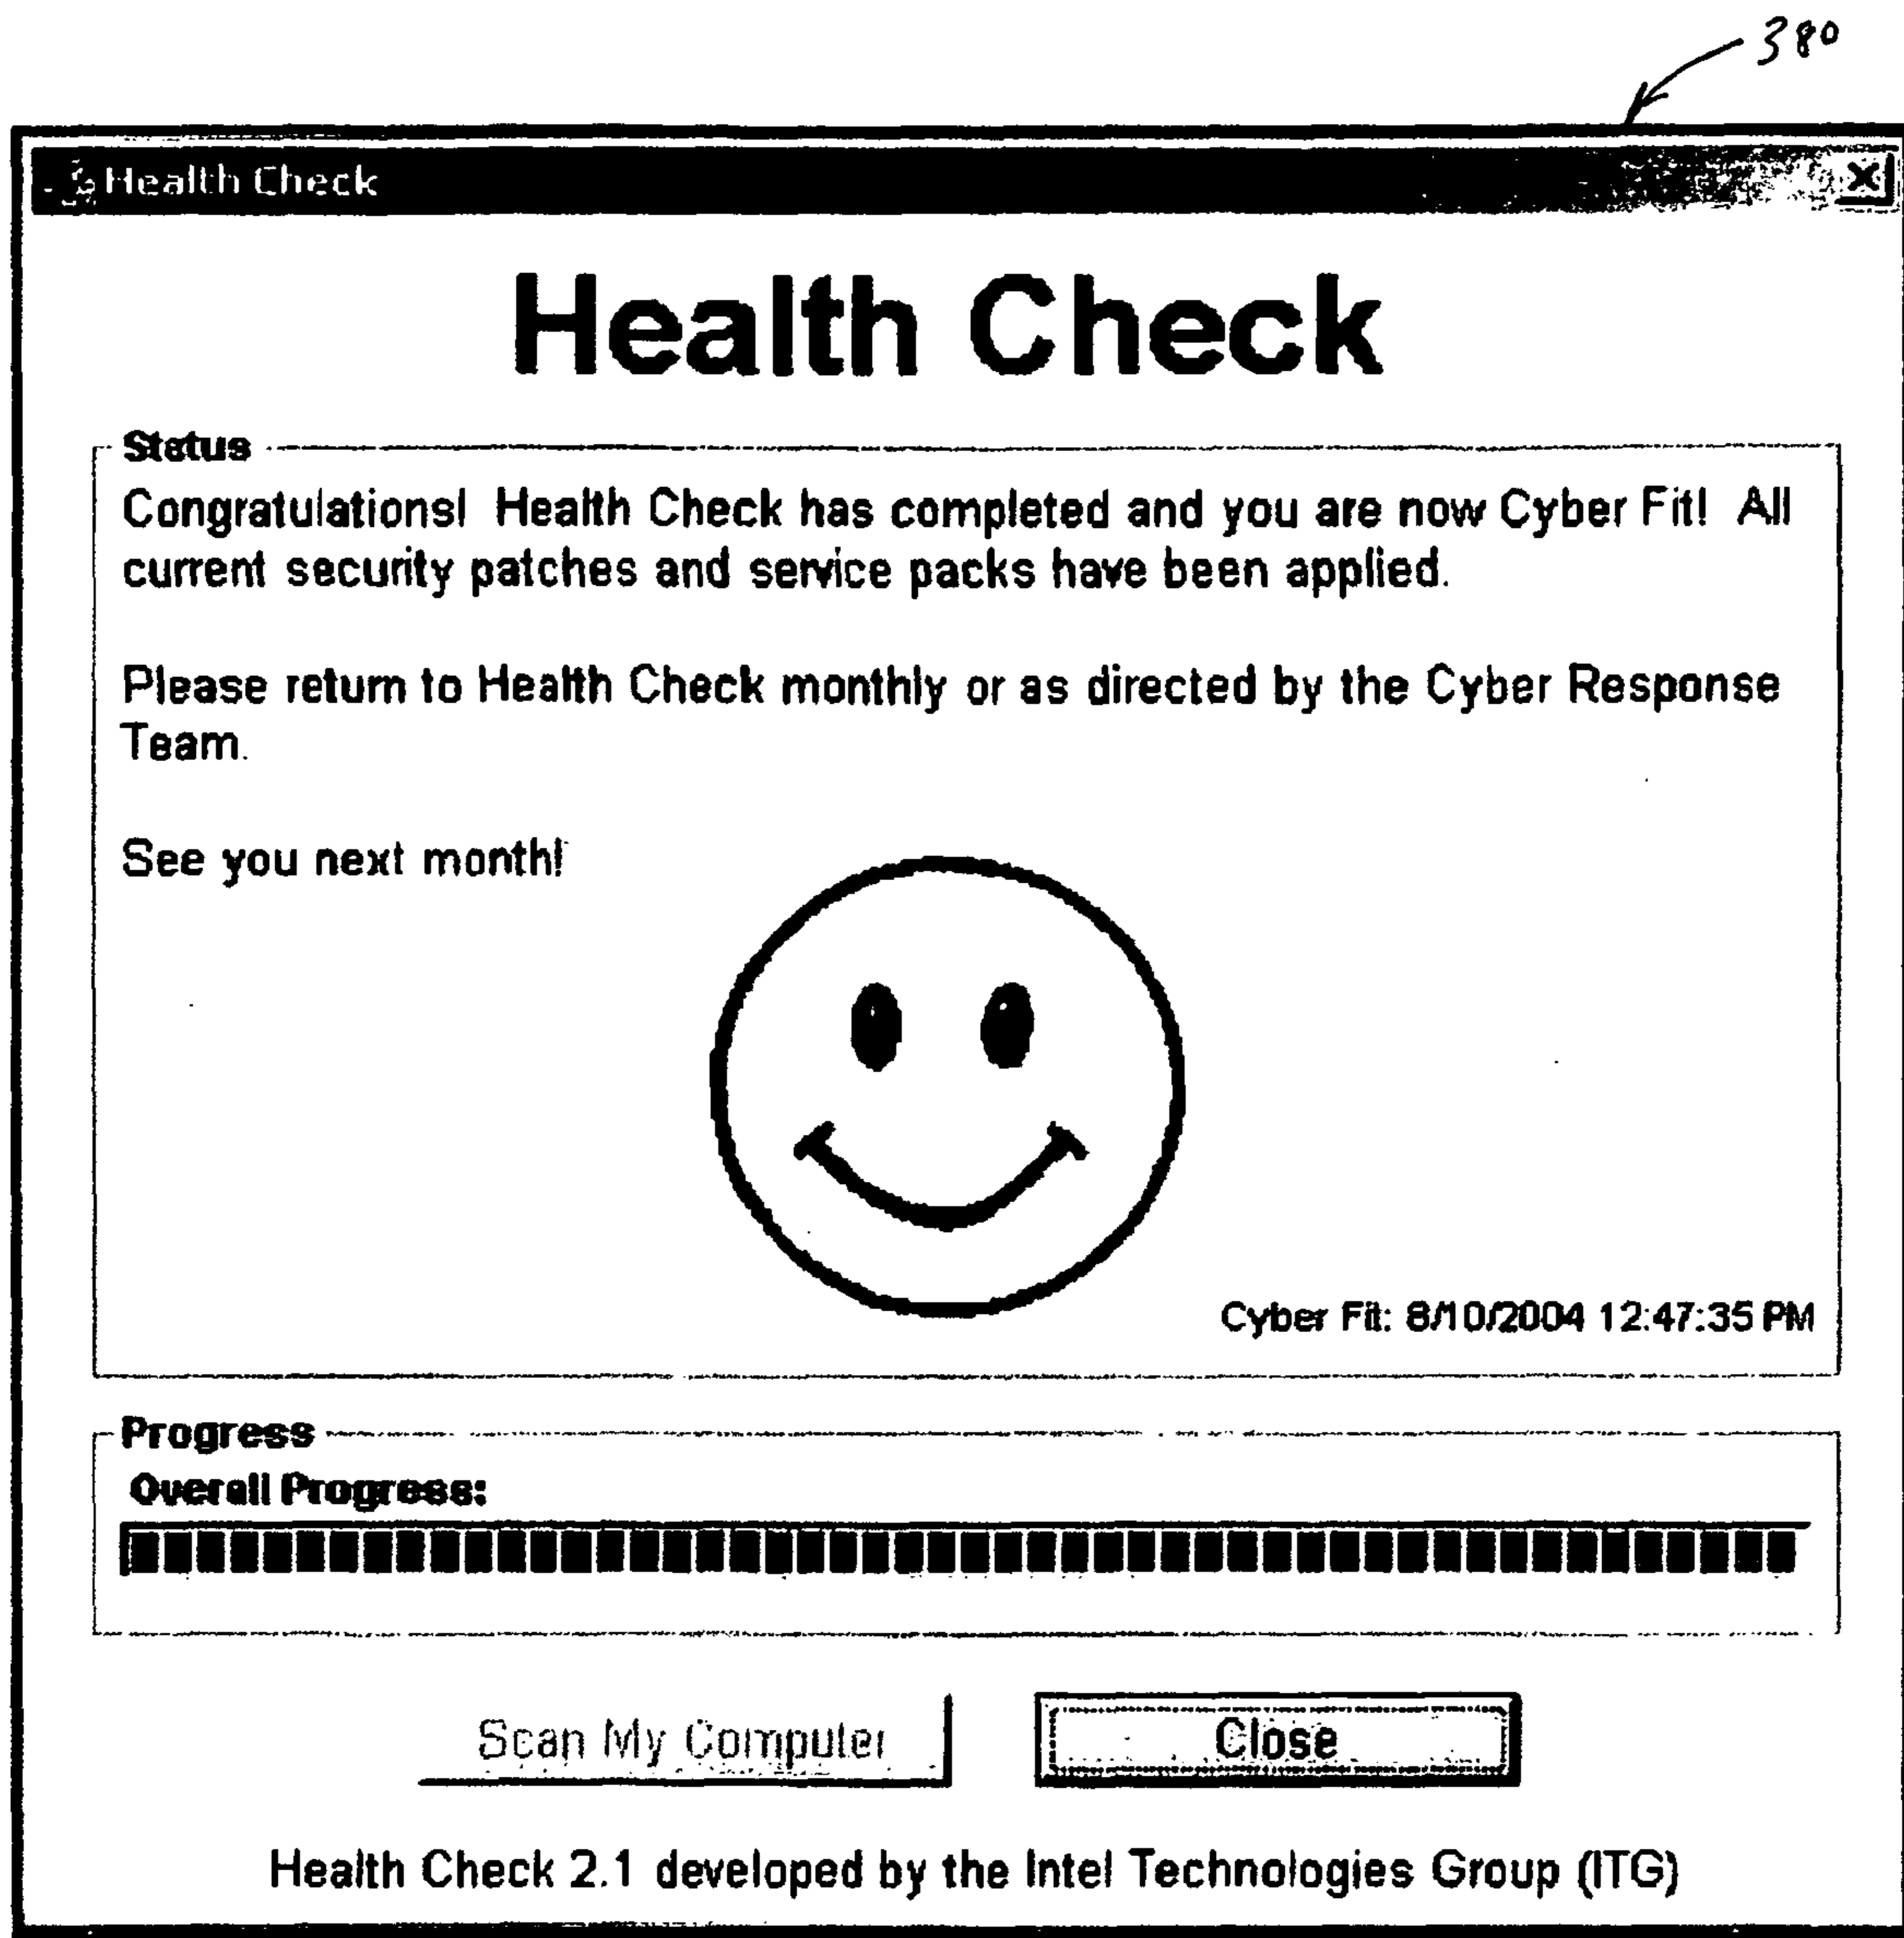 380
Health Check
Health Check
Status
Congratulations! Health Check has completed and you are now Cyber Fit! All
current security patches and service packs have been applied.
Please return to Health Check monthly or as directed by the Cyber Response
Team.
See you next month!
Cyber Fit: 8/10/2004 12:47:35 PM
Progress
Overall Progress:
Scan My Computer
Close
Health Check 2.1 developed by the Intel Technologies Group (ITG)